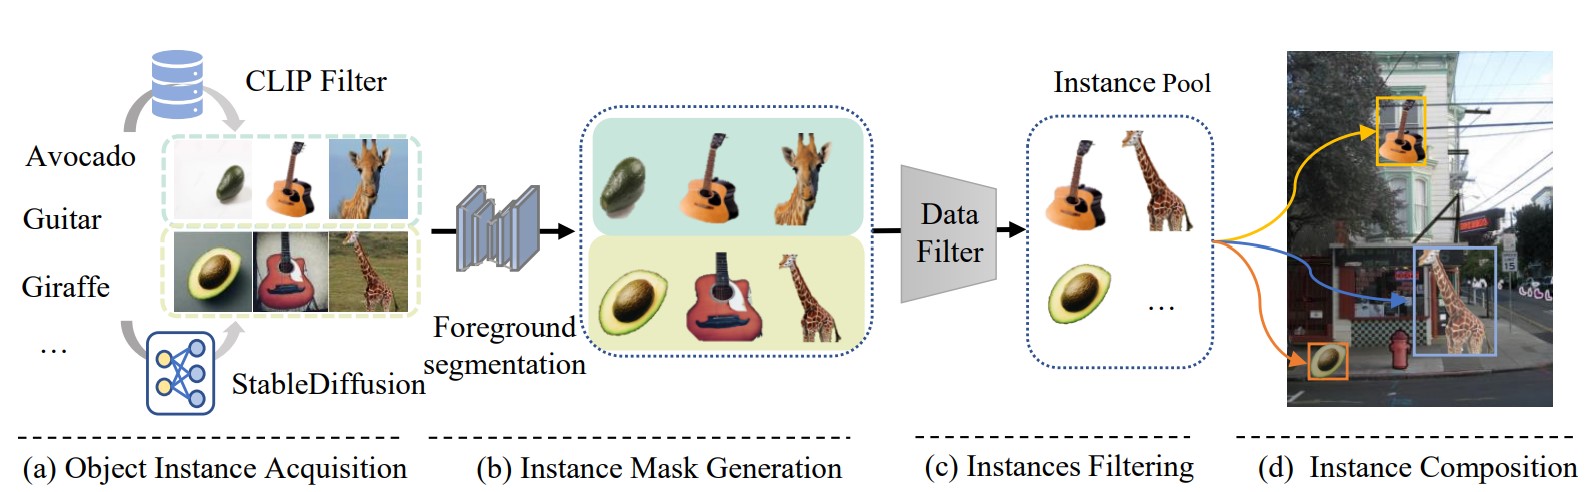 CLIP Filter
Avocado
Guitar
Giraffe
...
StableDiffusion
Foreground
segmentation
Data
Filter
Instance Pool
...
15
(a) Object Instance Acquisition
(b) Instance Mask Generation
(c) Instances Filtering
(d) Instance Composition